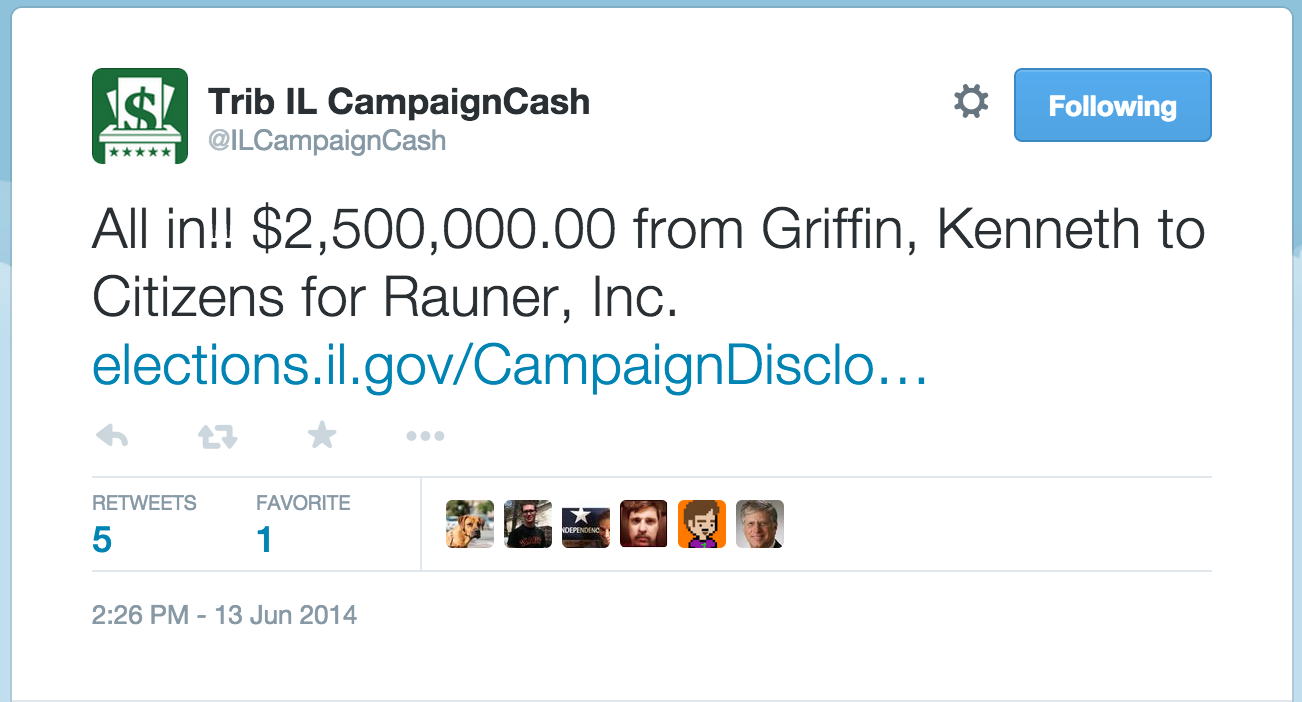 Trib IL CampaignCash
@ILCampaignCash
Following
All in!! $2,500,000.00 from Griffin, Kenneth to
Citizens for Rauner, Inc.
elections.il.gov/CampaignDisclo…
RETWEETS
5
FAVORITE
1
2:26 PM - 13 Jun 2014